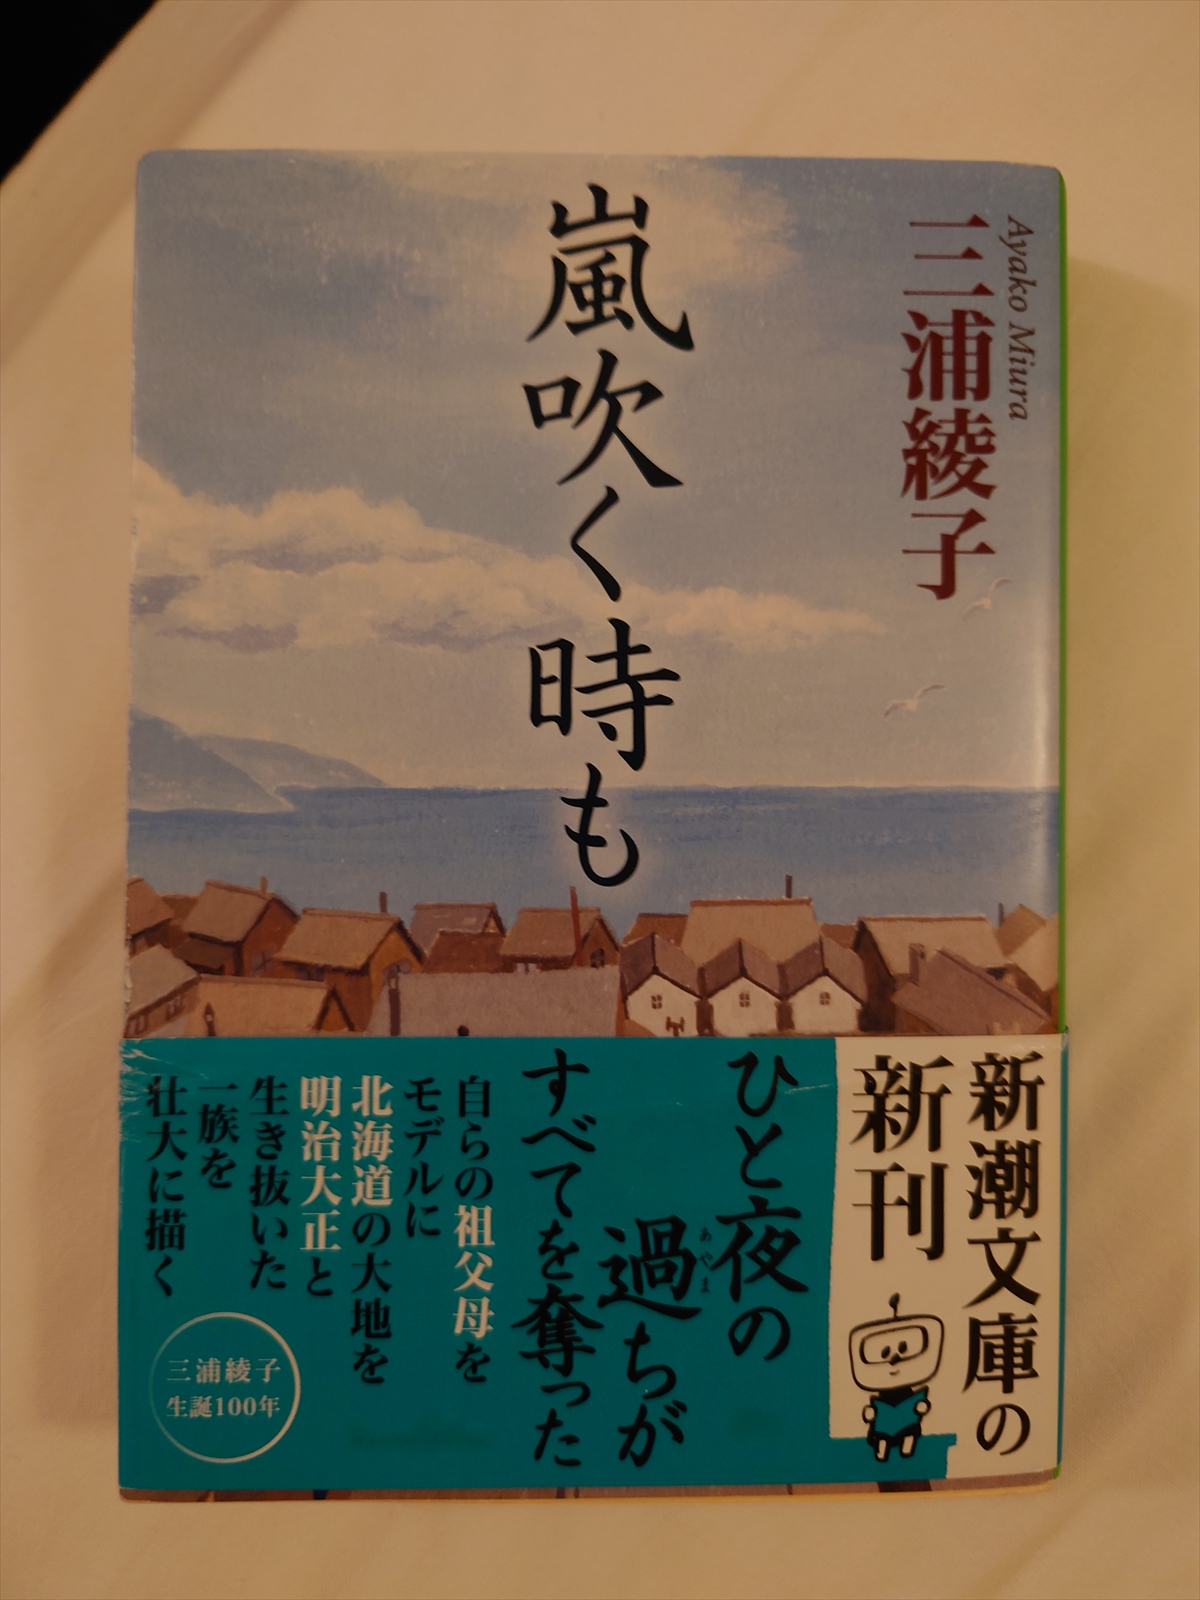 Ayako Miura
三浦綾子
嵐吹く時も
新潮文庫の
新刊
ひと夜の
過ちが
あやま
すべてを奪った
自らの祖父母を
モデルに
北海道の大地を
明治大正と
生き抜いた
一族を
壮大に描く
三浦綾子
生誕100年